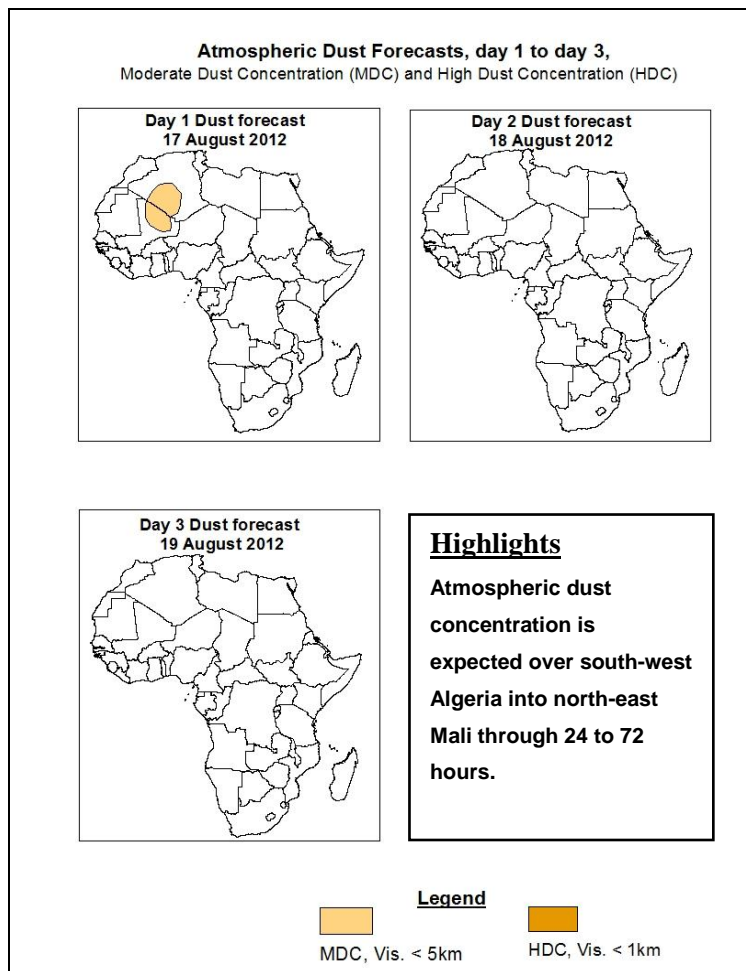 Atmospheric Dust Forecasts, day 1 to day 3,
Moderate Dust Concentration (MDC) and High Dust Concentration (HDC)
Day 1 Dust forecast
17 August 2012
Day 2 Dust forecast
18 August 2012
Day 3 Dust forecast
19 August 2012
Highlights
Atmospheric dust
concentration is
expected over south-west
Algeria into north-east
Mali through 24 to 72
hours.
Legend
MDC, Vis. < 5km
HDC, Vis. < 1km